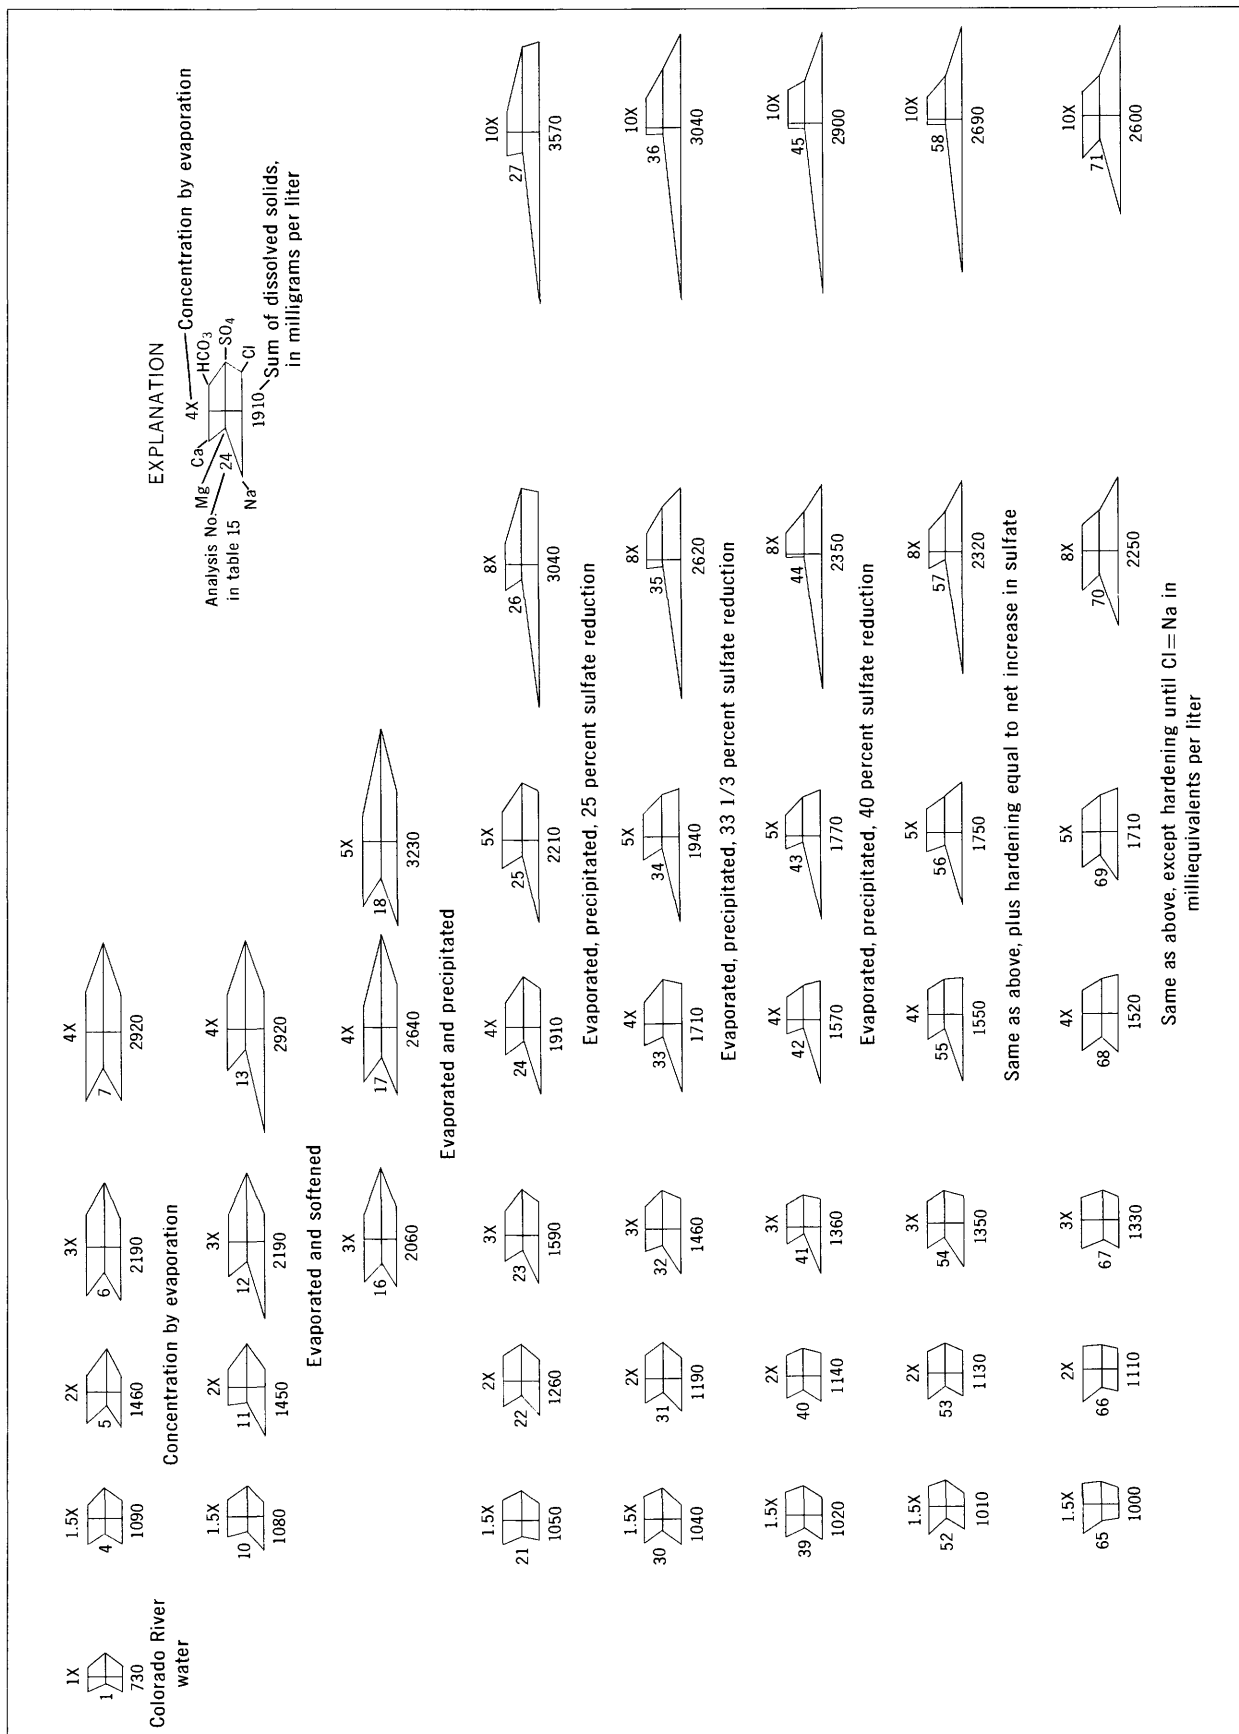 EXPLANATION
4X
Concentration by evaporation
Ca
HCO3
Mg
SO4
Analysis No.
in table 15
24
Na
Cl
1910
Sum of dissolved solids,
in milligrams per liter
1X
1
730
Colorado River
water
1.5X 2X 3X 4X
4 5 6 7
1090 1460 2190 2920
Concentration by evaporation
1.5X 2X 3X 4X
10 11 12 13
1080 1450 2190 2920
Evaporated and softened
3X 4X 5X
16 17 18
2060 2640 3230
Evaporated and precipitated
1.5X 2X 3X 4X 5X 8X 10X
21 22 23 24 25 26 27
1050 1260 1590 1910 2210 3040 3570
Evaporated, precipitated, 25 percent sulfate reduction
1.5X 2X 3X 4X 5X 8X 10X
30 31 32 33 34 35 36
1040 1190 1460 1710 1940 2620 3040
Evaporated, precipitated, 33 1/3 percent sulfate reduction
1.5X 2X 3X 4X 5X 8X 10X
39 40 41 42 43 44 45
1020 1140 1360 1570 1770 2350 2900
Evaporated, precipitated, 40 percent sulfate reduction
1.5X 2X 3X 4X 5X 8X 10X
52 53 54 55 56 57 58
1010 1130 1350 1550 1750 2320 2690
Same as above, plus hardening equal to net increase in sulfate
1.5X 2X 3X 4X 5X 8X 10X
65 66 67 68 69 70 71
1000 1110 1330 1520 1710 2250 2600
Same as above, except hardening until Cl=Na in
milliequivalents per liter